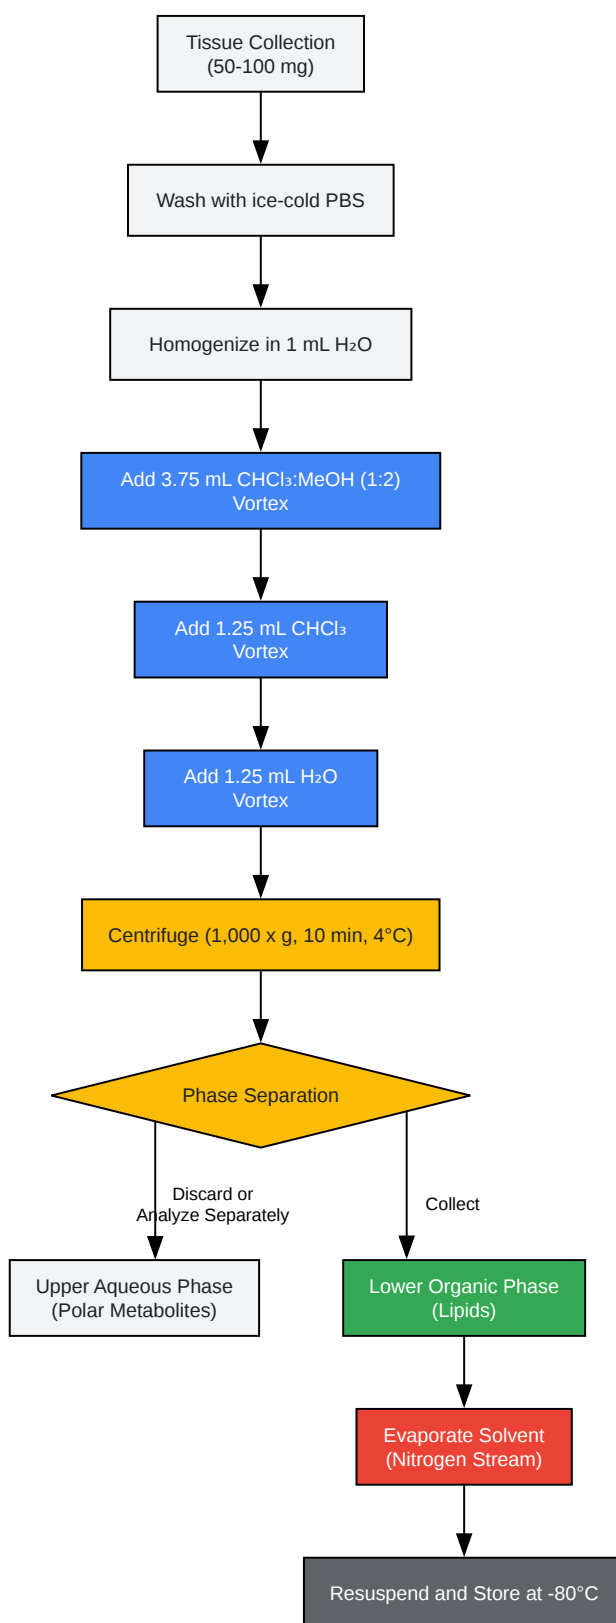 Tissue Collection
(50-100 mg)
Wash with ice-cold PBS
Homogenize in 1 mL H₂O
Add 3.75 mL CHCl₃:MeOH (1:2)
Vortex
Add 1.25 mL CHCl₃
Vortex
Add 1.25 mL H₂O
Vortex
Centrifuge (1,000 x g, 10 min, 4°C)
Phase Separation
Discard or
Analyze Separately
Collect
Upper Aqueous Phase
(Polar Metabolites)
Lower Organic Phase
(Lipids)
Evaporate Solvent
(Nitrogen Stream)
Resuspend and Store at -80°C